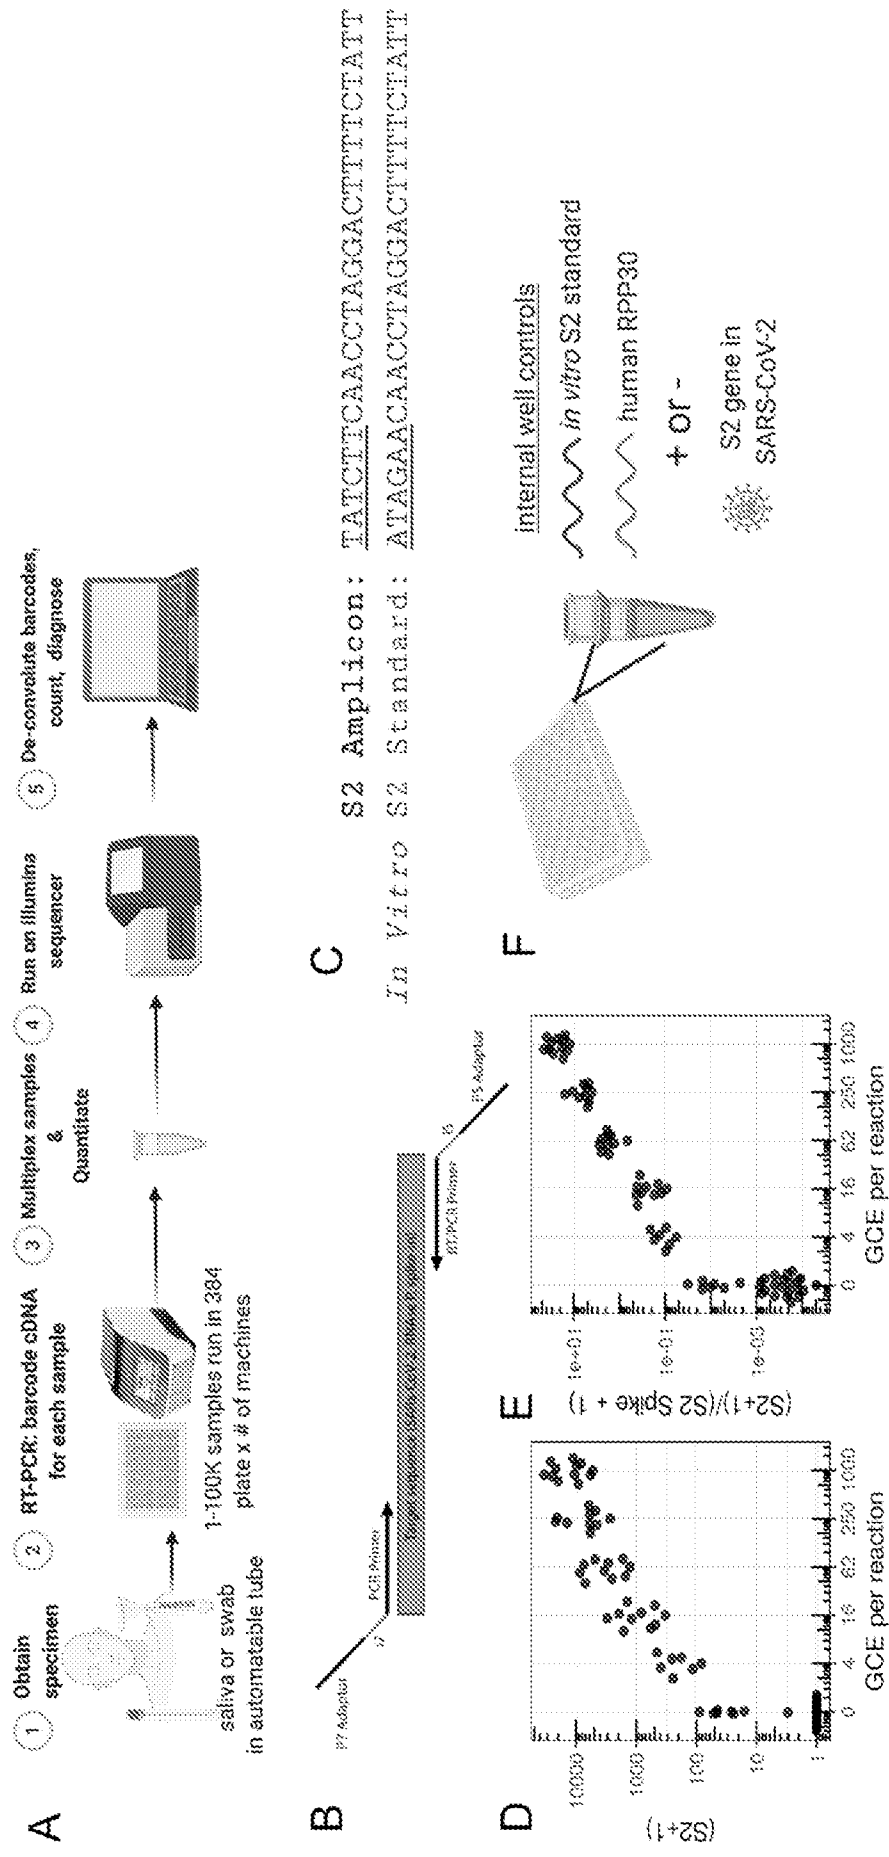 A
1 Obtain
specimen
saliva or swab
in automatable tube
2 RT-PCR: barcode cDNA
for each sample
1-100K samples run in 384
plate x # of machines
3 Multiplex samples
&
Quantitate
4 Run on illumina
sequencer
5 De-convolute barcodes,
count, diagnose
B
P7 Adaptor
i7
PCR Primer
RT/PCR Primer
i5
P5 Adaptor
C
S2 Amplicon: TATCTTCAACCTAGGACTTTTCTATT
In Vitro S2 Standard: ATAGAACAACCTAGGACTTTTCTATT
D
(S2+1)
10000
1000
100
10
1
0 4 16 62 250 1000
GCE per reaction
E
(S2+1)/(S2 Spike + 1)
1e+01
1e-01
1e-03
0 4 16 62 250 1000
GCE per reaction
F
internal well controls
in vitro S2 standard
human RPP30
+ or -
S2 gene in
SARS-CoV-2